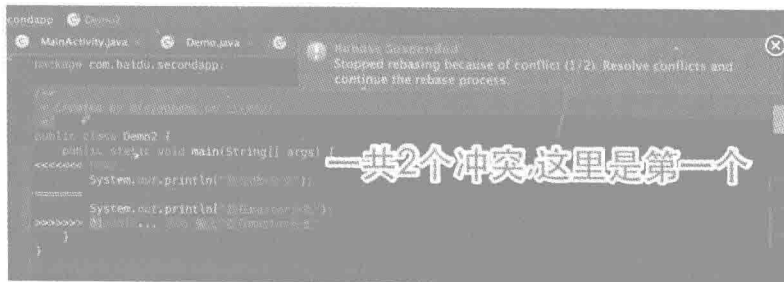 condapp Demo2
MainActivity.java Demo.java
Rebase Suspended
Stopped rebasing because of conflict (1/2). Resolve conflicts and
continue the rebase process.
package com.baidu.secondapp;
public class Demo2 {
public static void main(String[] args) {
<<<<<<<
一共2个冲突,这里是第一个
System.out.println("
=======
System.out.println("
>>>>>>>
}
}